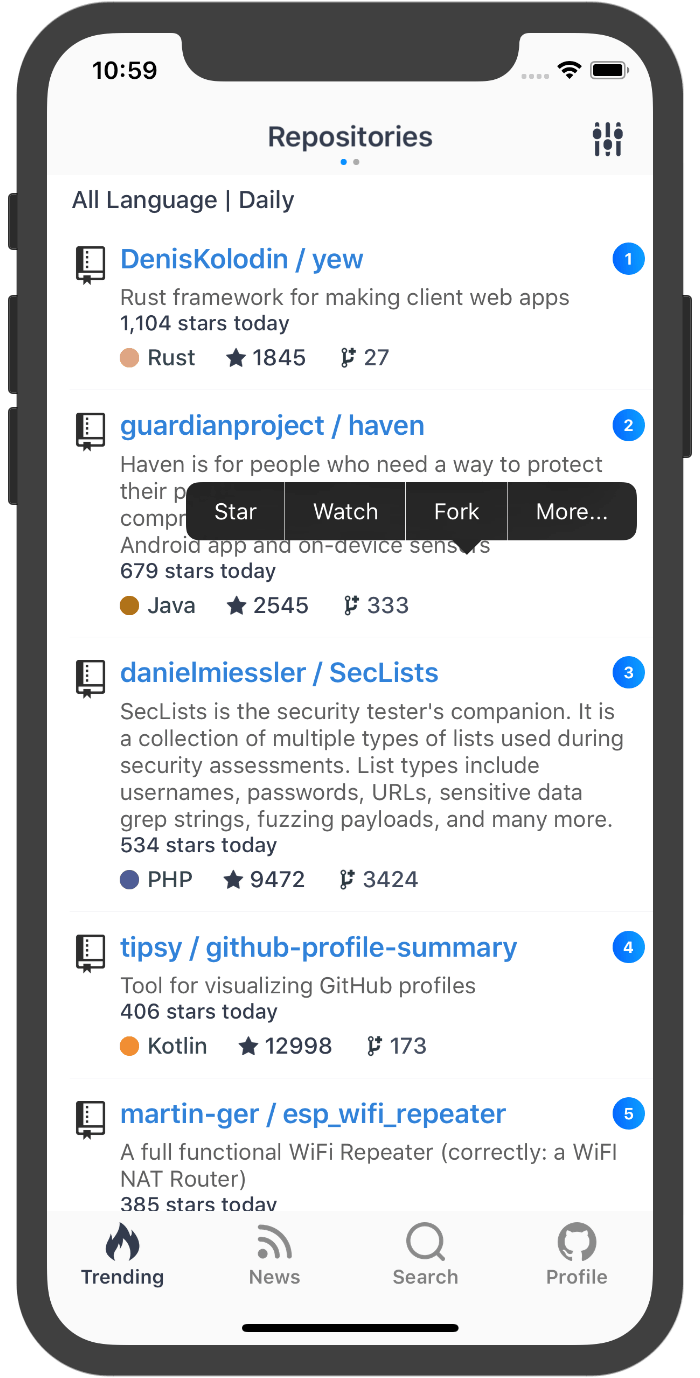 10:59
Repositories
All Language | Daily
DenisKolodin / yew
1
Rust framework for making client web apps
1,104 stars today
Rust 1845 27
guardianproject / haven
2
Haven is for people who need a way to protect
their
Star Watch Fork More...
Android app and on-device sensors
679 stars today
Java 2545 333
danielmiessler / SecLists
3
SecLists is the security tester's companion. It is
a collection of multiple types of lists used during
security assessments. List types include
usernames, passwords, URLs, sensitive data
grep strings, fuzzing payloads, and many more.
534 stars today
PHP 9472 3424
tipsy / github-profile-summary
4
Tool for visualizing GitHub profiles
406 stars today
Kotlin 12998 173
martin-ger / esp_wifi_repeater
5
A full functional WiFi Repeater (correctly: a WiFI
NAT Router)
385 stars today
Trending News Search Profile